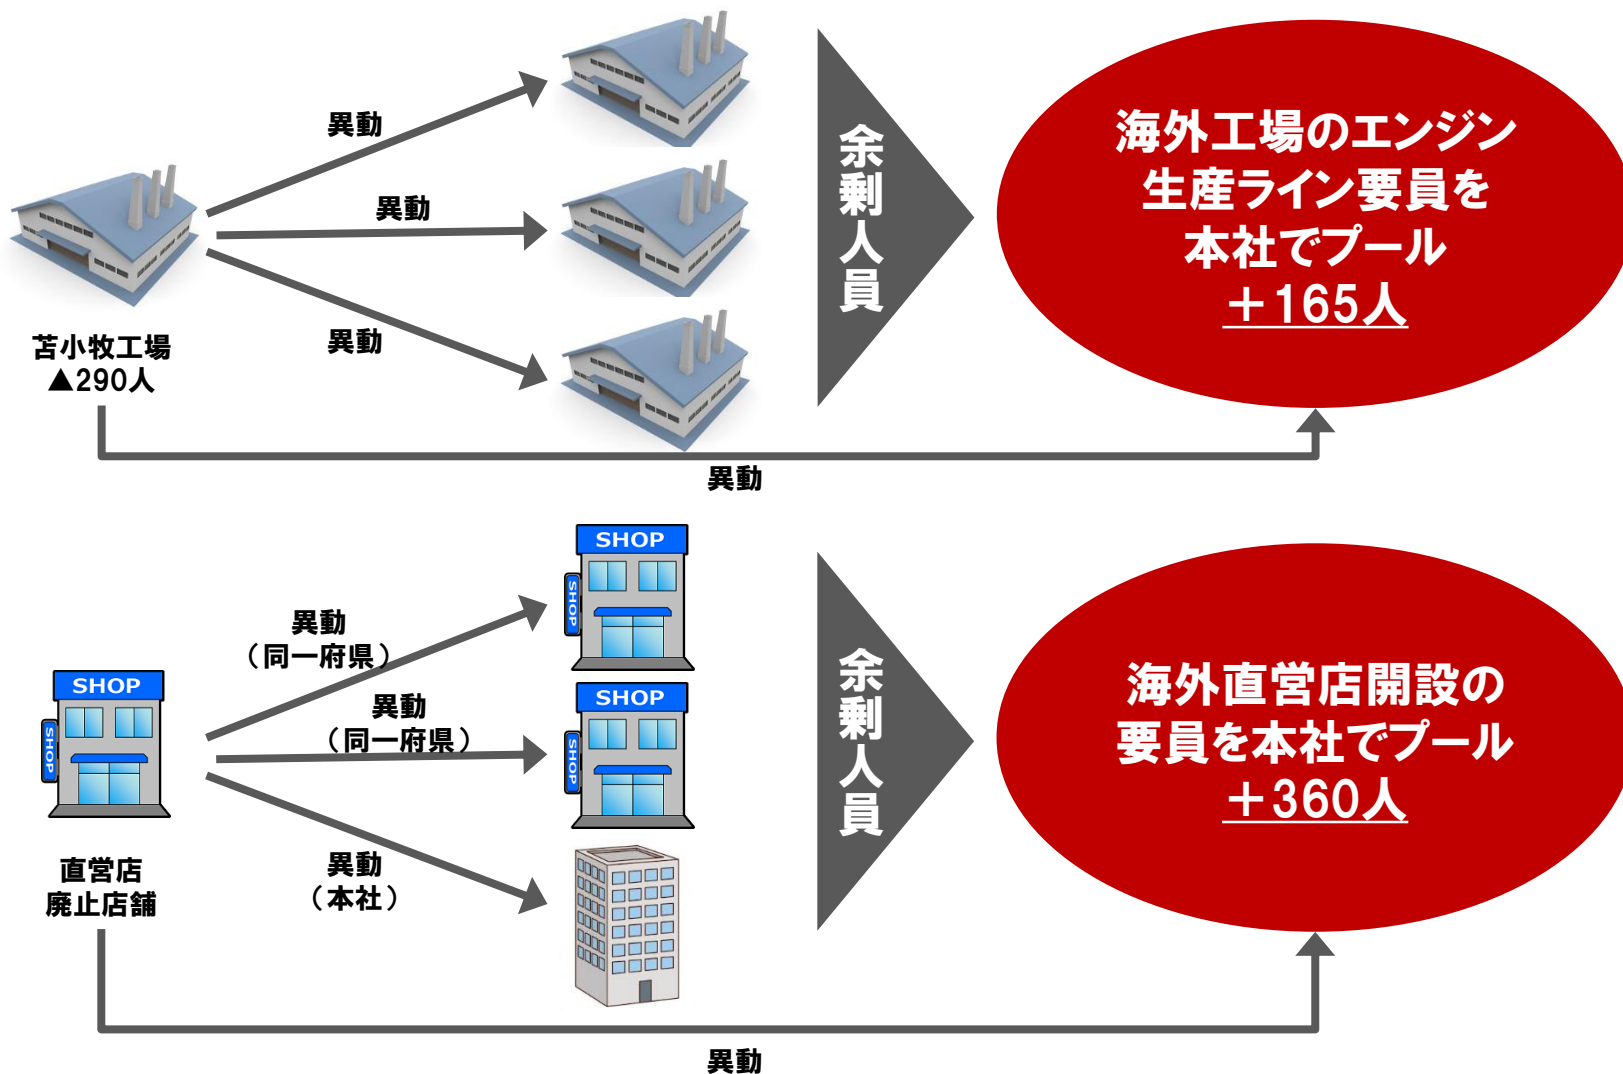 異動
異動
異動
苫小牧工場
▲290人
余剰人員
海外工場のエンジン
生産ライン要員を
本社でプール
＋165人
異動
SHOP
SHOP
異動
（同一府県）
SHOP
SHOP
異動
（同一府県）
SHOP
SHOP
異動
（本社）
直営店
廃止店舗
余剰人員
海外直営店開設の
要員を本社でプール
＋360人
異動